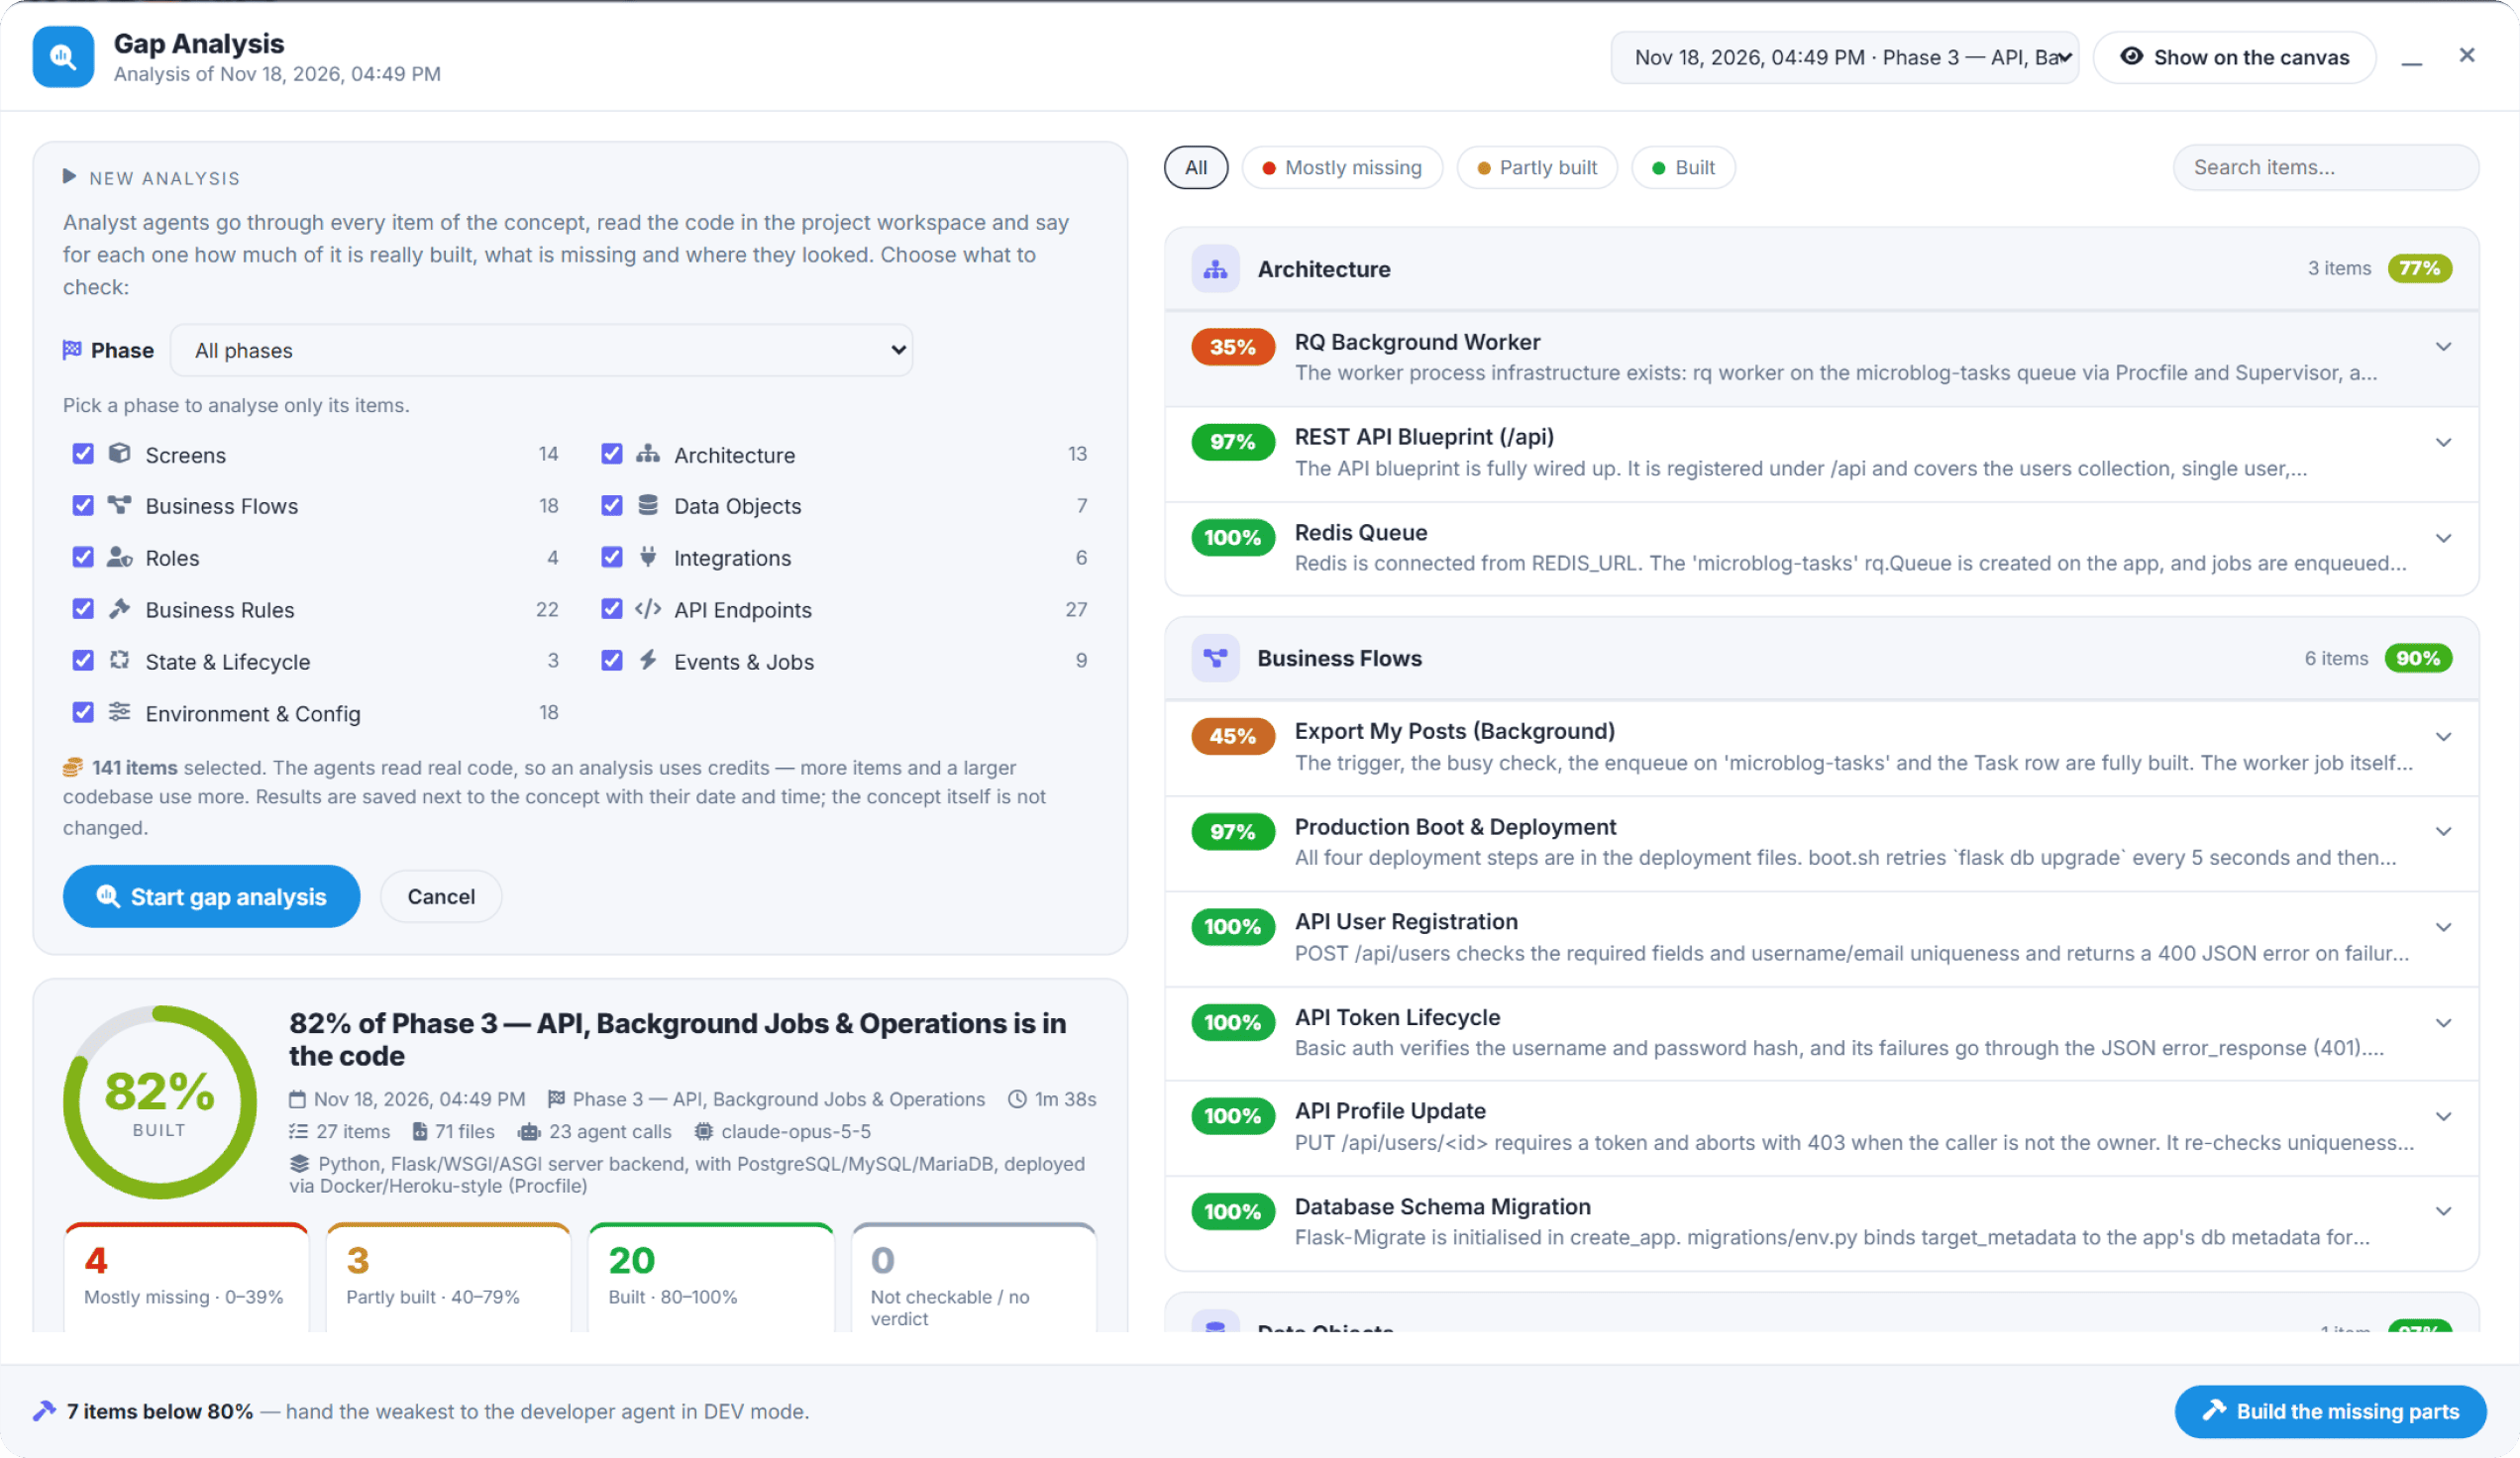 Gap Analysis
Analysis of Nov 18, 2026, 04:49 PM
Nov 18, 2026, 04:49 PM · Phase 3 — API, Ba
Show on the canvas
NEW ANALYSIS
Analyst agents go through every item of the concept, read the code in the project workspace and say
for each one how much of it is really built, what is missing and where they looked. Choose what to
check:
Phase
All phases
Pick a phase to analyse only its items.
Screens 14
Architecture 13
Business Flows 18
Data Objects 7
Roles 4
Integrations 6
Business Rules 22
API Endpoints 27
State & Lifecycle 3
Events & Jobs 9
Environment & Config 18
141 items selected. The agents read real code, so an analysis uses credits — more items and a larger
codebase use more. Results are saved next to the concept with their date and time; the concept itself is not
changed.
Start gap analysis
Cancel
82%
BUILT
82% of Phase 3 — API, Background Jobs & Operations is in
the code
Nov 18, 2026, 04:49 PM Phase 3 — API, Background Jobs & Operations 1m 38s
27 items 71 files 23 agent calls claude-opus-5-5
Python, Flask/WSGI/ASGI server backend, with PostgreSQL/MySQL/MariaDB, deployed
via Docker/Heroku-style (Procfile)
4
Mostly missing · 0–39%
3
Partly built · 40–79%
20
Built · 80–100%
0
Not checkable / no
verdict
All
Mostly missing
Partly built
Built
Search items...
Architecture
3 items 77%
35% RQ Background Worker
The worker process infrastructure exists: rq worker on the microblog-tasks queue via Procfile and Supervisor, a...
97% REST API Blueprint (/api)
The API blueprint is fully wired up. It is registered under /api and covers the users collection, single user,...
100% Redis Queue
Redis is connected from REDIS_URL. The 'microblog-tasks' rq.Queue is created on the app, and jobs are enqueued...
Business Flows
6 items 90%
45% Export My Posts (Background)
The trigger, the busy check, the enqueue on 'microblog-tasks' and the Task row are fully built. The worker job itself...
97% Production Boot & Deployment
All four deployment steps are in the deployment files. boot.sh retries `flask db upgrade` every 5 seconds and then...
100% API User Registration
POST /api/users checks the required fields and username/email uniqueness and returns a 400 JSON error on failur...
100% API Token Lifecycle
Basic auth verifies the username and password hash, and its failures go through the JSON error_response (401)....
100% API Profile Update
PUT /api/users/<id> requires a token and aborts with 403 when the caller is not the owner. It re-checks uniqueness...
100% Database Schema Migration
Flask-Migrate is initialised in create_app. migrations/env.py binds target_metadata to the app's db metadata for...
Data Objects
1 item 97%
7 items below 80% — hand the weakest to the developer agent in DEV mode.
Build the missing parts